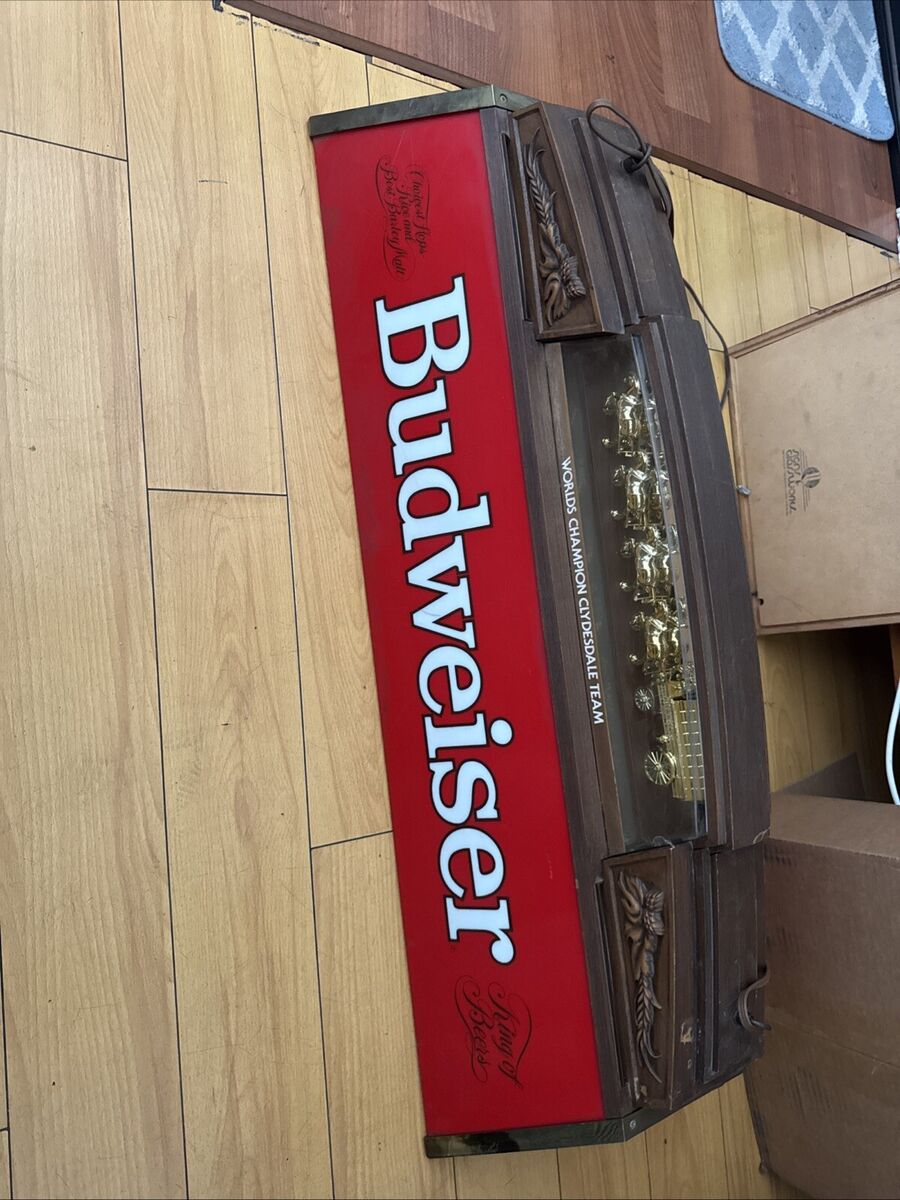 WORLDS CHAMPION CLYDESDALE TEAM
Choicest Hops
Rice and
Best Barley Malt
Budweiser
King of
Beers